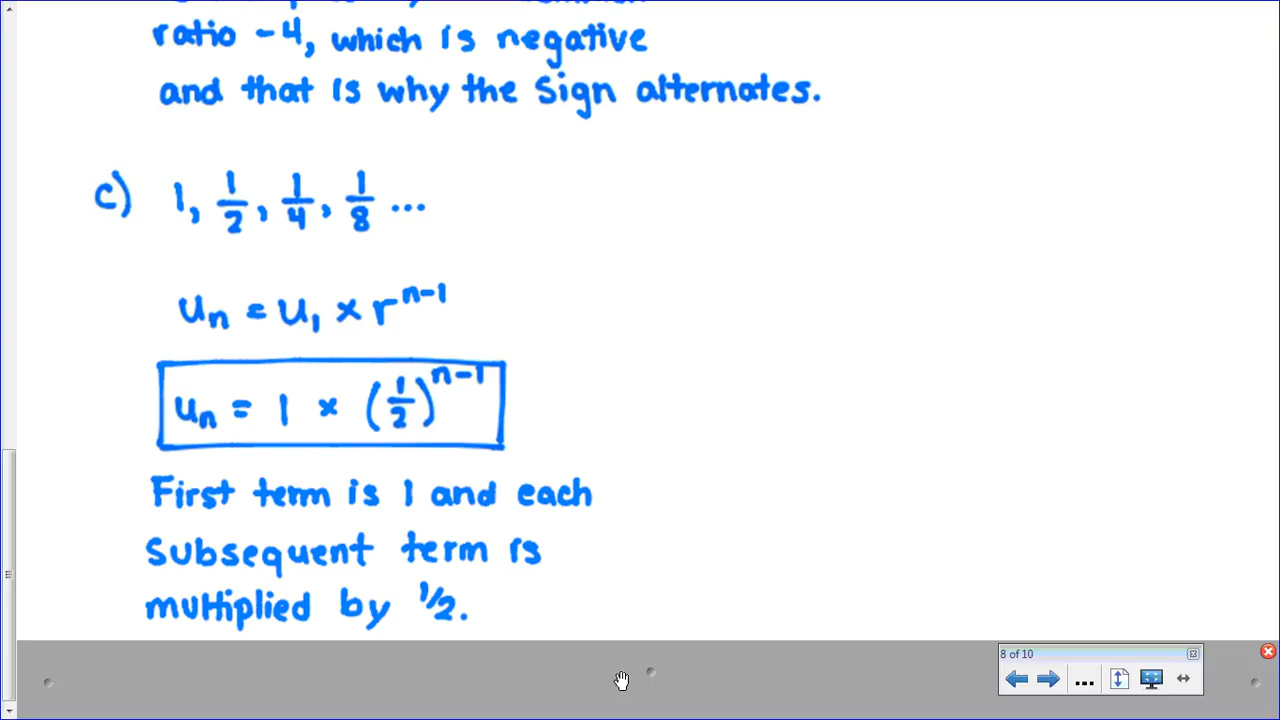 ratio -4, which is negative
and that is why the sign alternates.
c) 1, 1/2, 1/4, 1/8 ...
uₙ = u₁ × rⁿ⁻¹
uₙ = 1 × (1/2)ⁿ⁻¹
First term is 1 and each
subsequent term is
multiplied by 1/2.
8 of 10